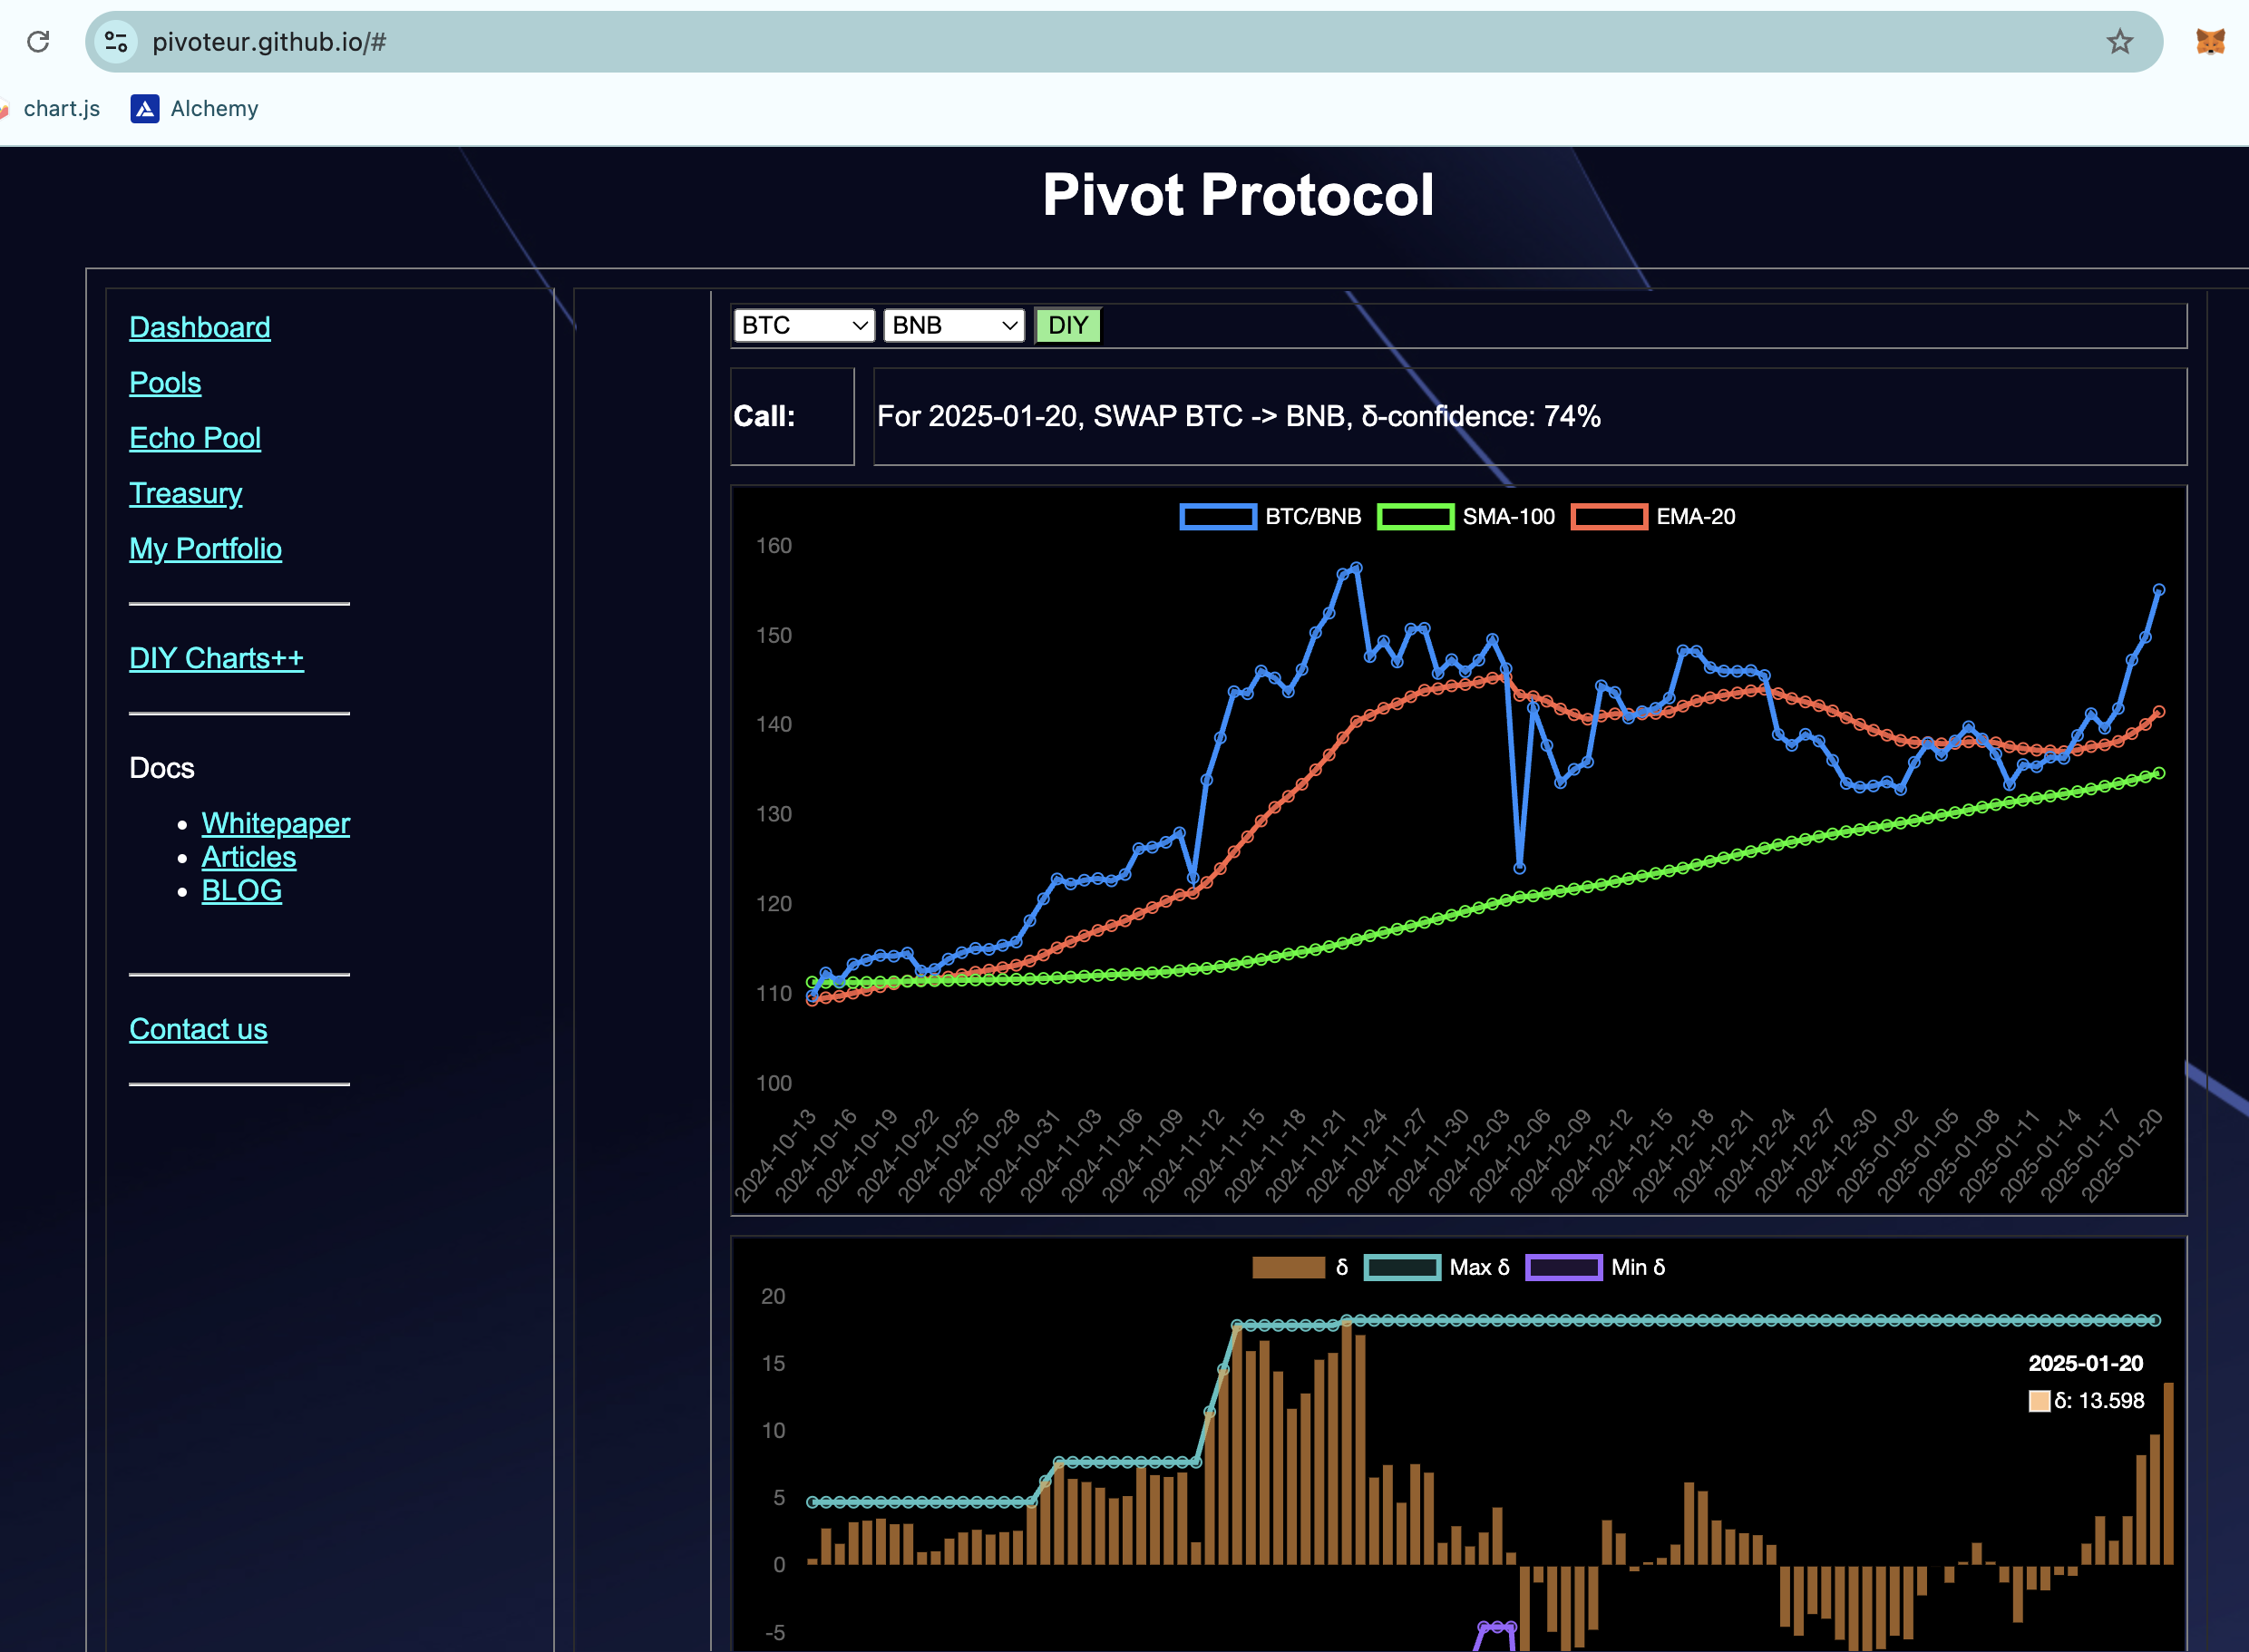 pivoteur.github.io/#
chart.js Alchemy
Pivot Protocol
Dashboard
Pools
Echo Pool
Treasury
My Portfolio
DIY Charts++
Docs
Whitepaper
Articles
BLOG
Contact us
BTC BNB DIY
Call: For 2025-01-20, SWAP BTC -> BNB, δ-confidence: 74%
BTC/BNB SMA-100 EMA-20
160
150
140
130
120
110
100
2024-10-13 2024-10-16 2024-10-19 2024-10-22 2024-10-25 2024-10-28 2024-10-31 2024-11-03 2024-11-06 2024-11-09 2024-11-12 2024-11-15 2024-11-18 2024-11-21 2024-11-24 2024-11-27 2024-11-30 2024-12-03 2024-12-06 2024-12-09 2024-12-12 2024-12-15 2024-12-18 2024-12-21 2024-12-24 2024-12-27 2024-12-30 2025-01-02 2025-01-05 2025-01-08 2025-01-11 2025-01-14 2025-01-17 2025-01-20
δ Max δ Min δ
20
15
10
5
0
-5
2025-01-20
δ: 13.598